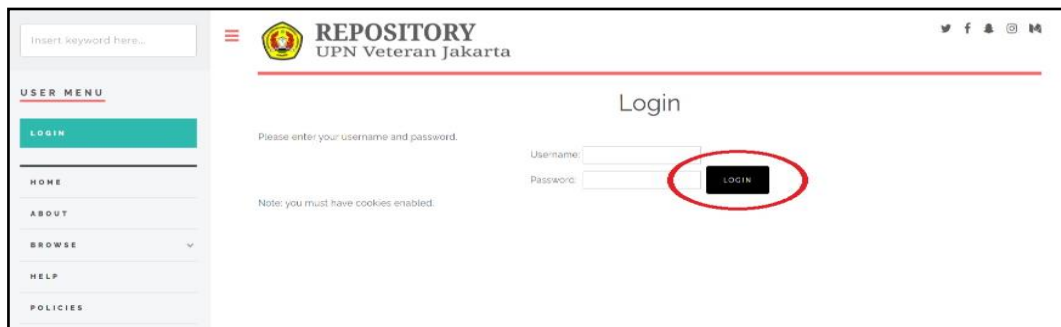 Insert keyword here...
USER MENU
LOGIN
HOME
ABOUT
BROWSE
HELP
POLICIES
REPOSITORY
UPN Veteran Jakarta
Login
Please enter your username and password.
Username:
Password:
LOGIN
Note: you must have cookies enabled.